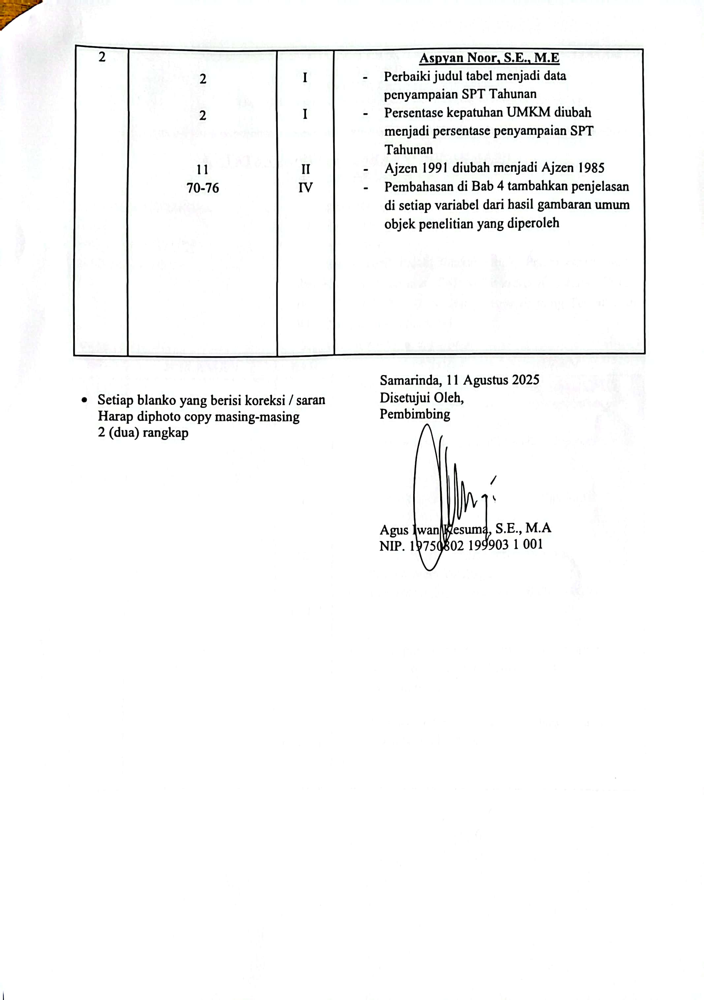 2
Aspyan Noor, S.E., M.E
2 I - Perbaiki judul tabel menjadi data
penyampaian SPT Tahunan
2 I - Persentase kepatuhan UMKM diubah
menjadi persentase penyampaian SPT
Tahunan
11 II - Ajzen 1991 diubah menjadi Ajzen 1985
70-76 IV - Pembahasan di Bab 4 tambahkan penjelasan
di setiap variabel dari hasil gambaran umum
objek penelitian yang diperoleh
• Setiap blanko yang berisi koreksi / saran
Harap diphoto copy masing-masing
2 (dua) rangkap
Samarinda, 11 Agustus 2025
Disetujui Oleh,
Pembimbing
Agus Iwan Kesuma, S.E., M.A
NIP. 19750802 199903 1 001